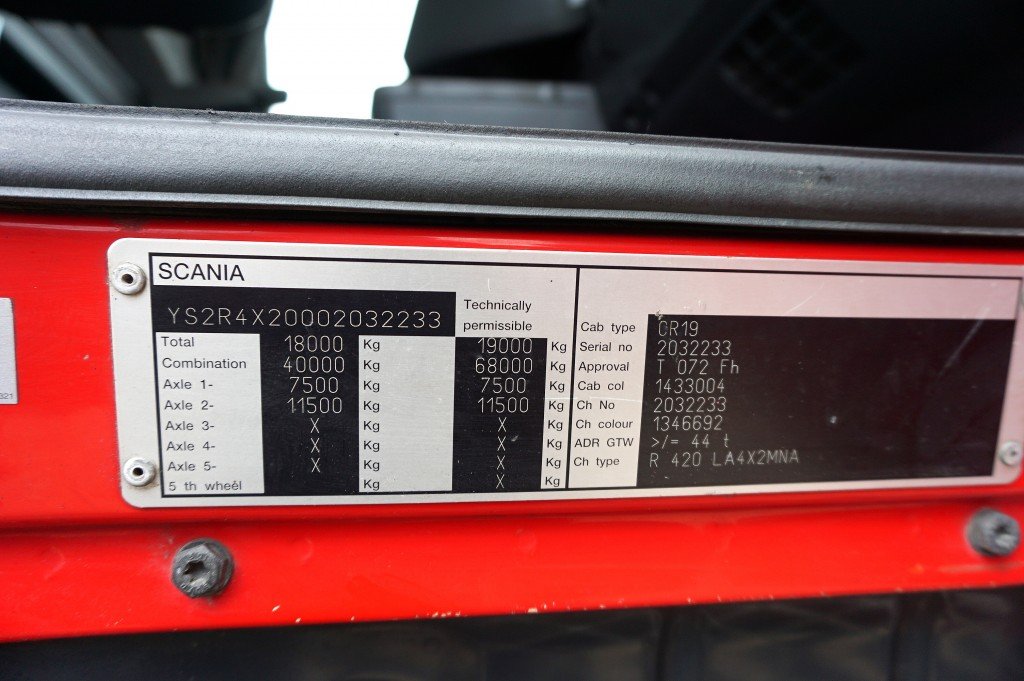 SCANIA
YS2R4X20002032233
Technically
permissible
Total 18000 Kg 19000 Kg
Combination 40000 Kg 68000 Kg
Axle 1- 7500 Kg 7500 Kg
Axle 2- 11500 Kg 11500 Kg
Axle 3- X Kg X Kg
Axle 4- X Kg X Kg
Axle 5- X Kg X Kg
5 th wheel Kg X Kg
Cab type CR19
Serial no 2032233
Approval T 072 Fh
Cab col 1433004
Ch No 2032233
Ch colour 1346692
ADR GTW >/= 44 t
Ch type R 420 LA4X2MNA
321